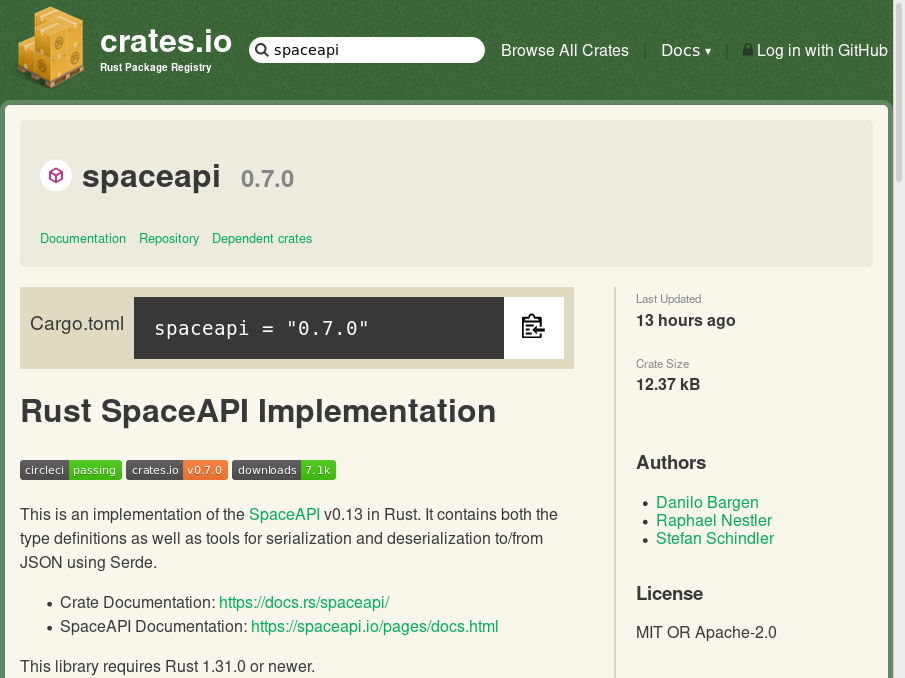 crates.io
Rust Package Registry
spaceapi
Browse All Crates | Docs ▾ | Log in with GitHub
spaceapi 0.7.0
Documentation Repository Dependent crates
Cargo.toml
spaceapi = "0.7.0"
Rust SpaceAPI Implementation
circleci passing crates.io v0.7.0 downloads 7.1k
This is an implementation of the SpaceAPI v0.13 in Rust. It contains both the
type definitions as well as tools for serialization and deserialization to/from
JSON using Serde.
• Crate Documentation: https://docs.rs/spaceapi/
• SpaceAPI Documentation: https://spaceapi.io/pages/docs.html
This library requires Rust 1.31.0 or newer.
Last Updated
13 hours ago
Crate Size
12.37 kB
Authors
• Danilo Bargen
• Raphael Nestler
• Stefan Schindler
License
MIT OR Apache-2.0